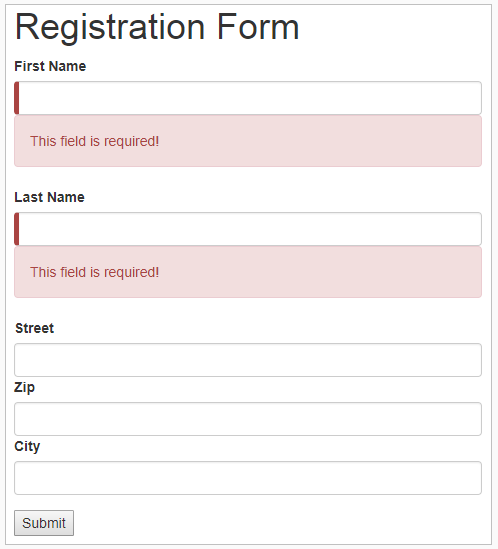 Registration Form
First Name
This field is required!
Last Name
This field is required!
Street
Zip
City
Submit